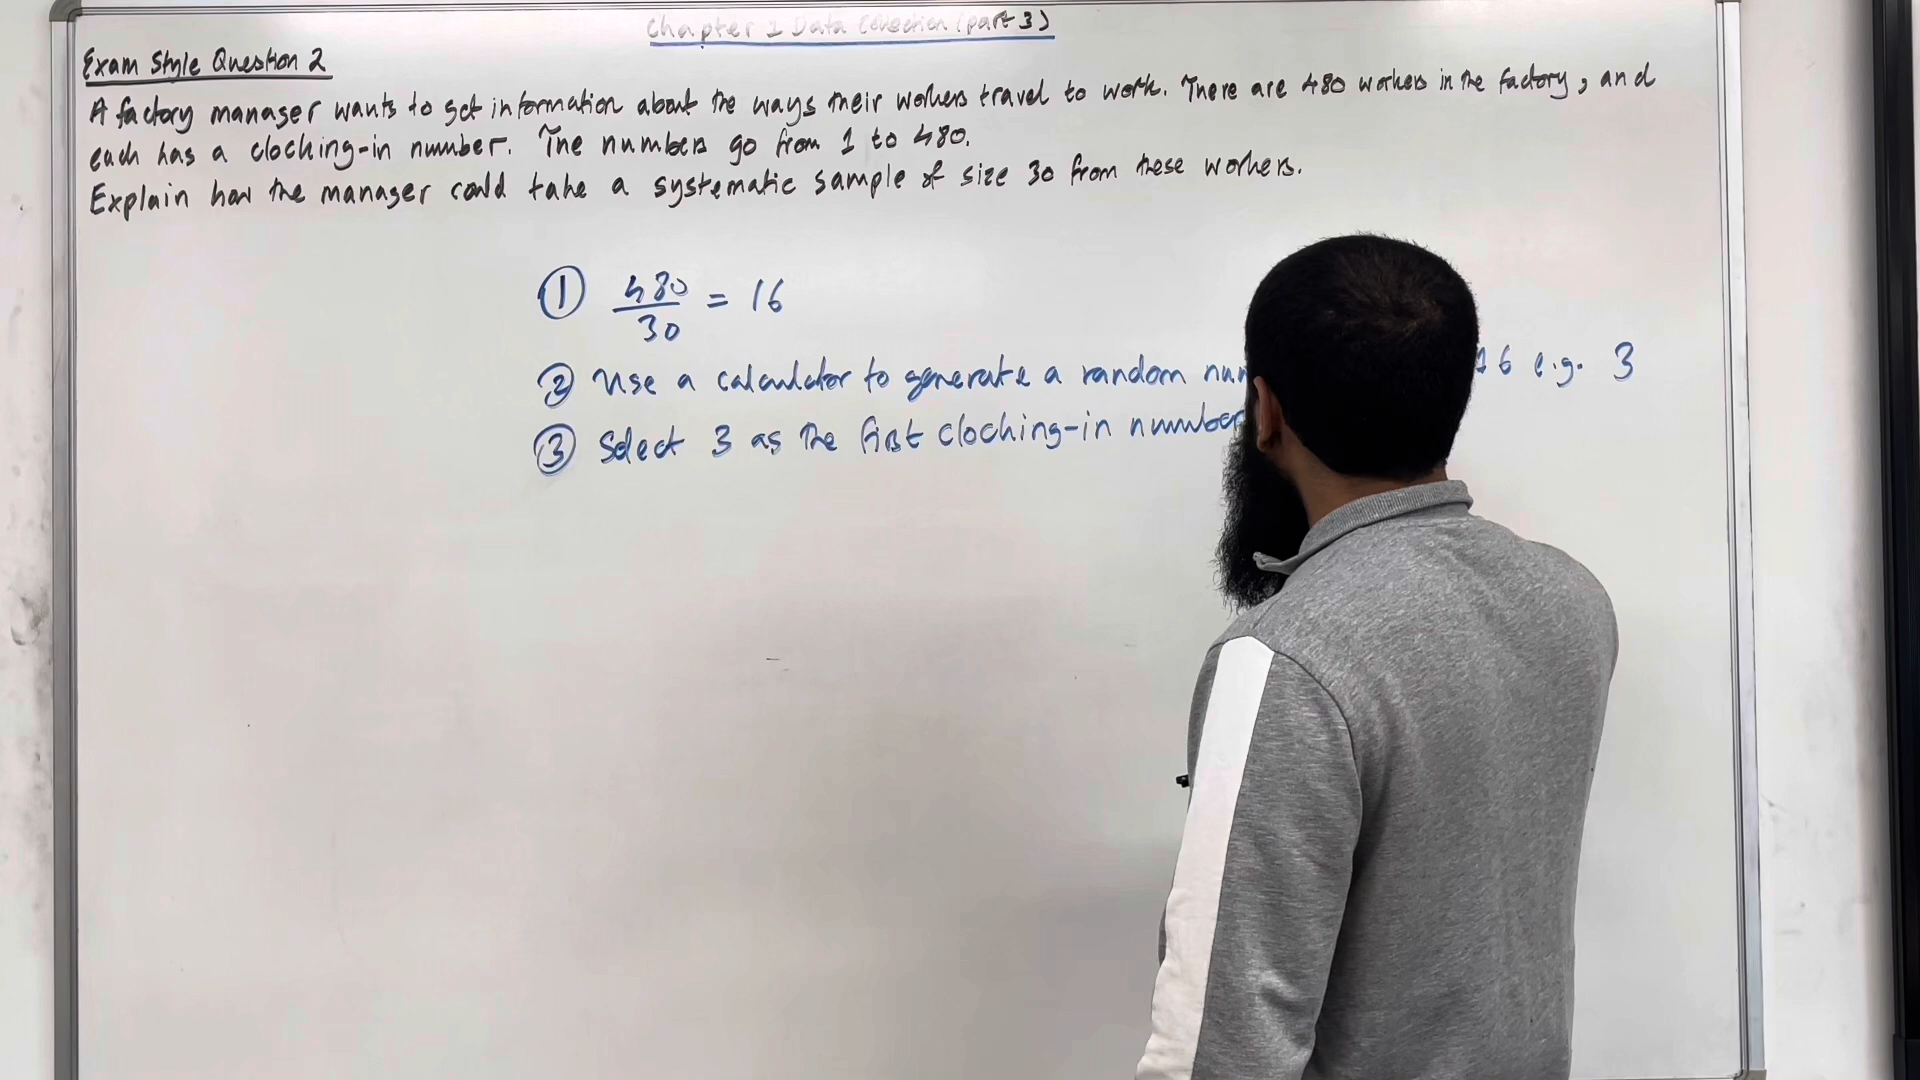 Chapter 1 Data Collection (part 3)
Exam Style Question 2
A factory manager wants to get information about the ways their workers travel to work. There are 480 workers in the factory, and
each has a clocking-in number. The numbers go from 1 to 480.
Explain how the manager could take a systematic sample of size 30 from these workers.
① 480/30 = 16
② Use a calculator to generate a random num 16 e.g. 3
③ Select 3 as the first clocking-in number